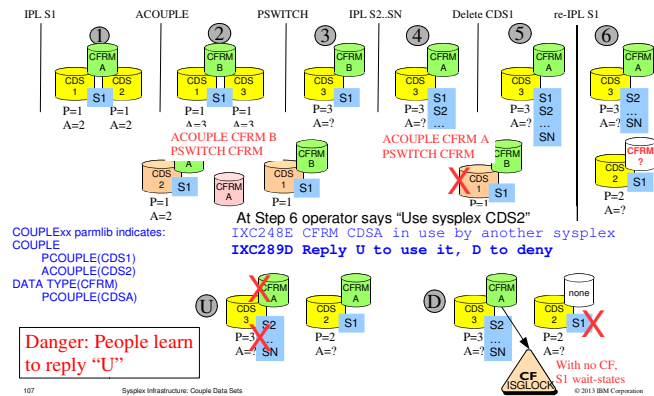 IPL S1 ACOUPLE PSWITCH IPL S2..SN Delete CDS1 re-IPL S1
1 2 3 4 5 6
CFRM A CFRM B CFRM B CFRM A CFRM A CFRM A
CDS 1 CDS 2 CDS 1 CDS 3 CDS 3 CDS 3 CDS 3 CDS 3
S1 S1 S1 S1 S2 ... SN S1 S2 ... SN S2 ... SN
P=1 P=1 P=1 P=1 P=3 P=3 P=3 P=3
A=2 A=2 A=3 A=3 A=? A=? A=? A=?
ACOUPLE CFRM B
PSWITCH CFRM
ACOUPLE CFRM A
PSWITCH CFRM
A CFRM B CFRM B CFRM ?
CDS 2 S1 CFRM A CDS 1 S1 X CDS 1 S1 CDS 2 S1
P=1 P=1 P=2
A=2 A=?
At Step 6 operator says “Use sysplex CDS2”
COUPLExx parmlib indicates:
COUPLE
PCOUPLE(CDS1)
ACOUPLE(CDS2)
DATA TYPE(CFRM)
PCOUPLE(CDSA)
IXC248E CFRM CDSA in use by another sysplex
IXC289D Reply U to use it, D to deny
U X CFRM A CFRM A D CFRM A none
CDS 3 X S2 ... SN CDS 2 S1 CDS 3 S2 ... SN CDS 2 S1 X
P=3 P=2 P=3 P=2
A=? A=? A=? A=?
Danger: People learn
to reply “U”
CF
ISGLOCK
With no CF,
S1 wait-states
107 Sysplex Infrastructure: Couple Data Sets © 2013 IBM Corporation